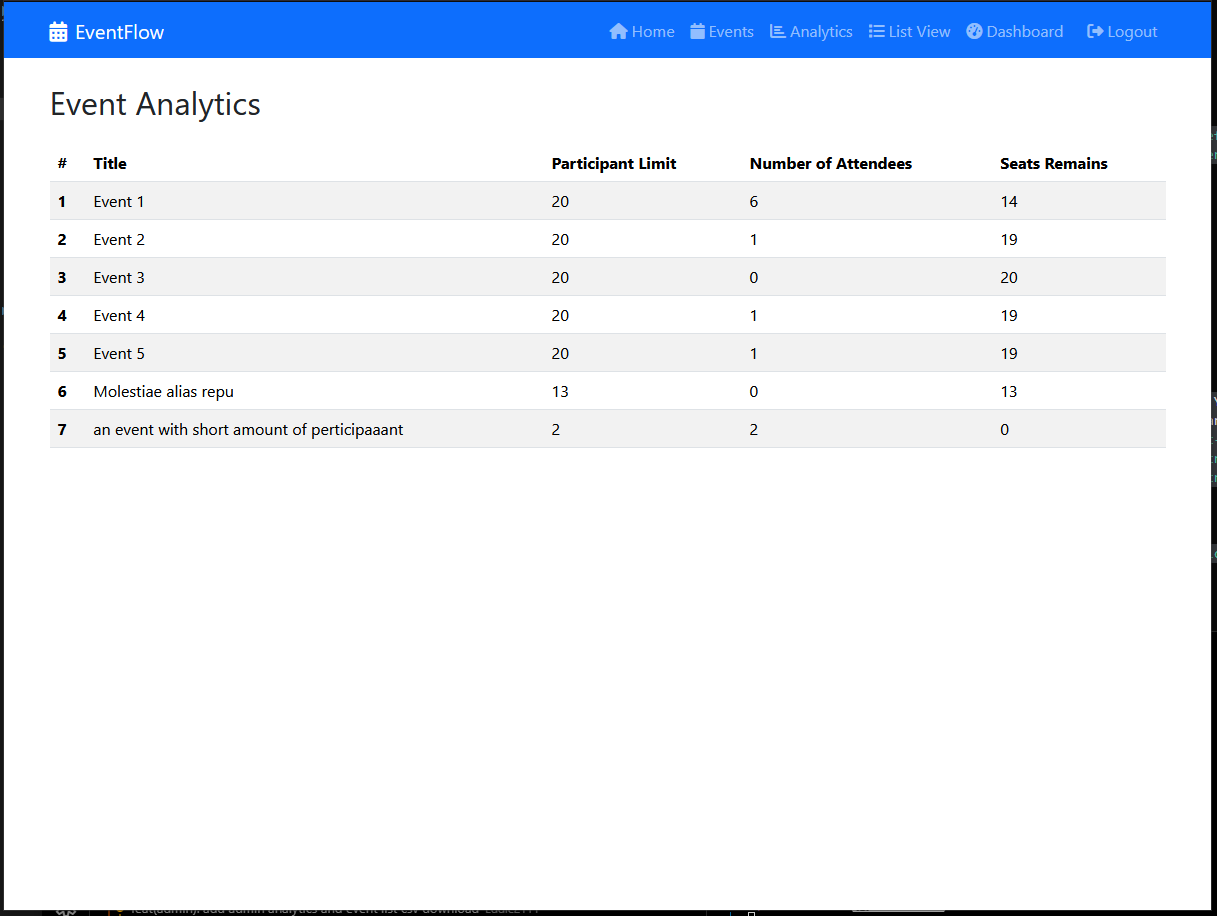 EventFlow Home Events Analytics List View Dashboard Logout
Event Analytics
# Title Participant Limit Number of Attendees Seats Remains
1 Event 1 20 6 14
2 Event 2 20 1 19
3 Event 3 20 0 20
4 Event 4 20 1 19
5 Event 5 20 1 19
6 Molestiae alias repu 13 0 13
7 an event with short amount of perticipaaant 2 2 0